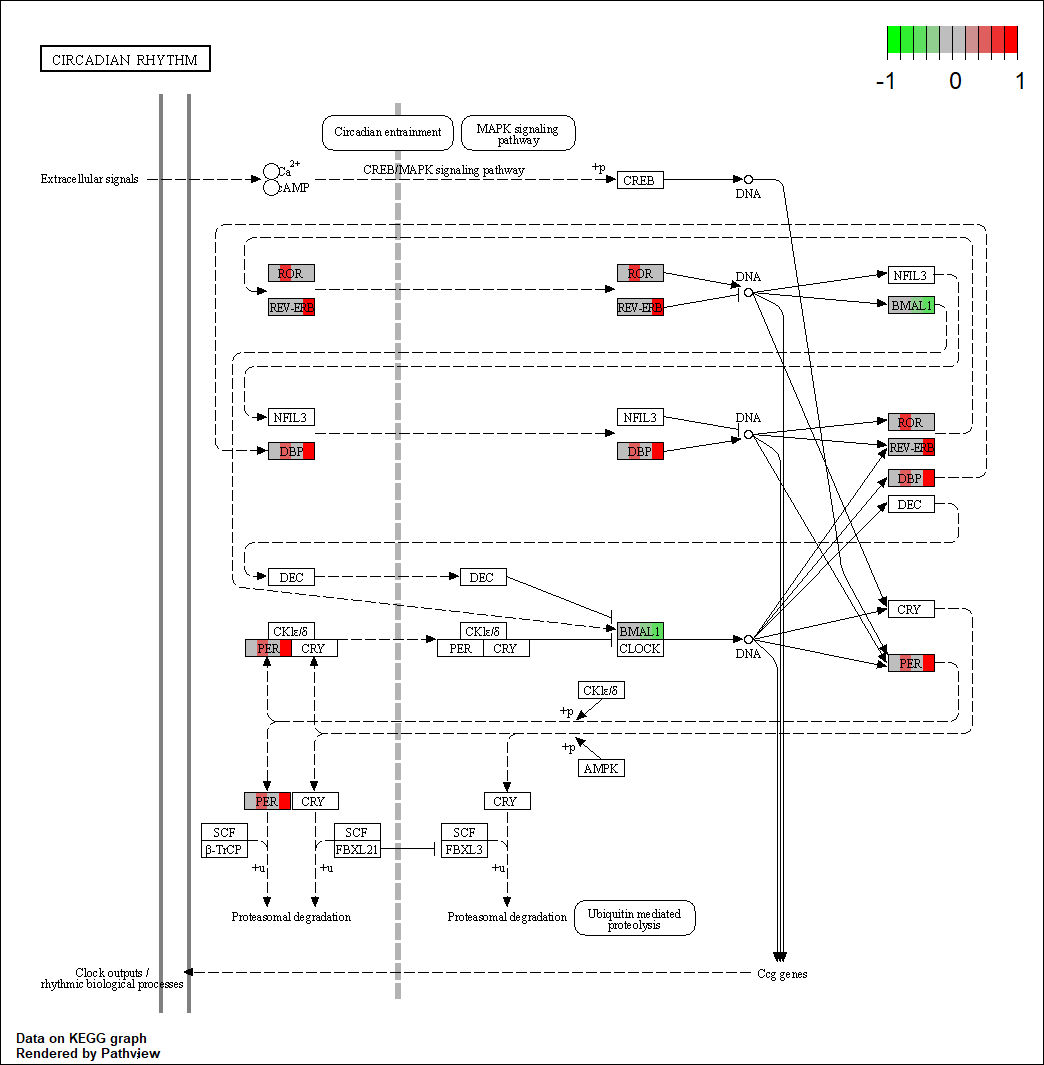 CIRCADIAN RHYTHM
-1 0 1
Circadian entrainment
MAPK signaling
pathway
Extracellular signals
Ca 2+
cAMP
CREB/MAPK signaling pathway
+p
CREB
DNA
ROR
REV-ERB
ROR
REV-ERB
DNA
NFIL3
BMAL1
NFIL3
DBP
NFIL3
DBP
DNA
ROR
REV-ERB
DBP
DEC
DEC
DEC
CKIε/δ
PER CRY
CKIε/δ
PER CRY
BMAL1
CLOCK
DNA
CRY
PER
CKIε/δ
+p
+p
AMPK
PER CRY
CRY
SCF
β-TrCP
+u
SCF
FBXL21
+u
SCF
FBXL3
+u
Proteasomal degradation
Proteasomal degradation
Ubiquitin mediated
proteolysis
Clock outputs /
rhythmic biological processes
Ccg genes
Data on KEGG graph
Rendered by Pathview